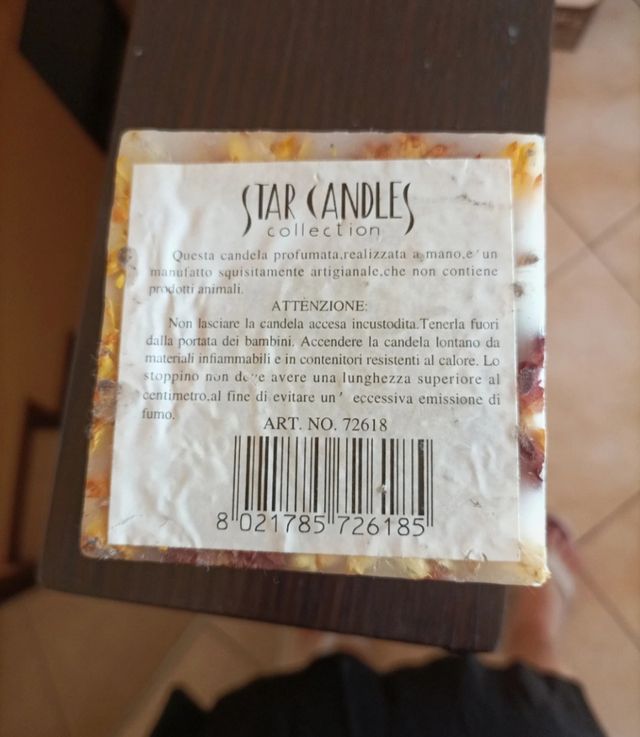 STAR CANDLES
collection
Questa candela profumata,realizzata a mano,e' un
manufatto squisitamente artigianale,che non contiene
prodotti animali.
ATTENZIONE:
Non lasciare la candela accesa incustodita.Tenerla fuori
dalla portata dei bambini. Accendere la candela lontano da
materiali infiammabili e in contenitori resistenti al calore. Lo
stoppino non deve avere una lunghezza superiore al
centimetro,al fine di evitare un' eccessiva emissione di
fumo.
ART. NO. 72618
8 021785 726185